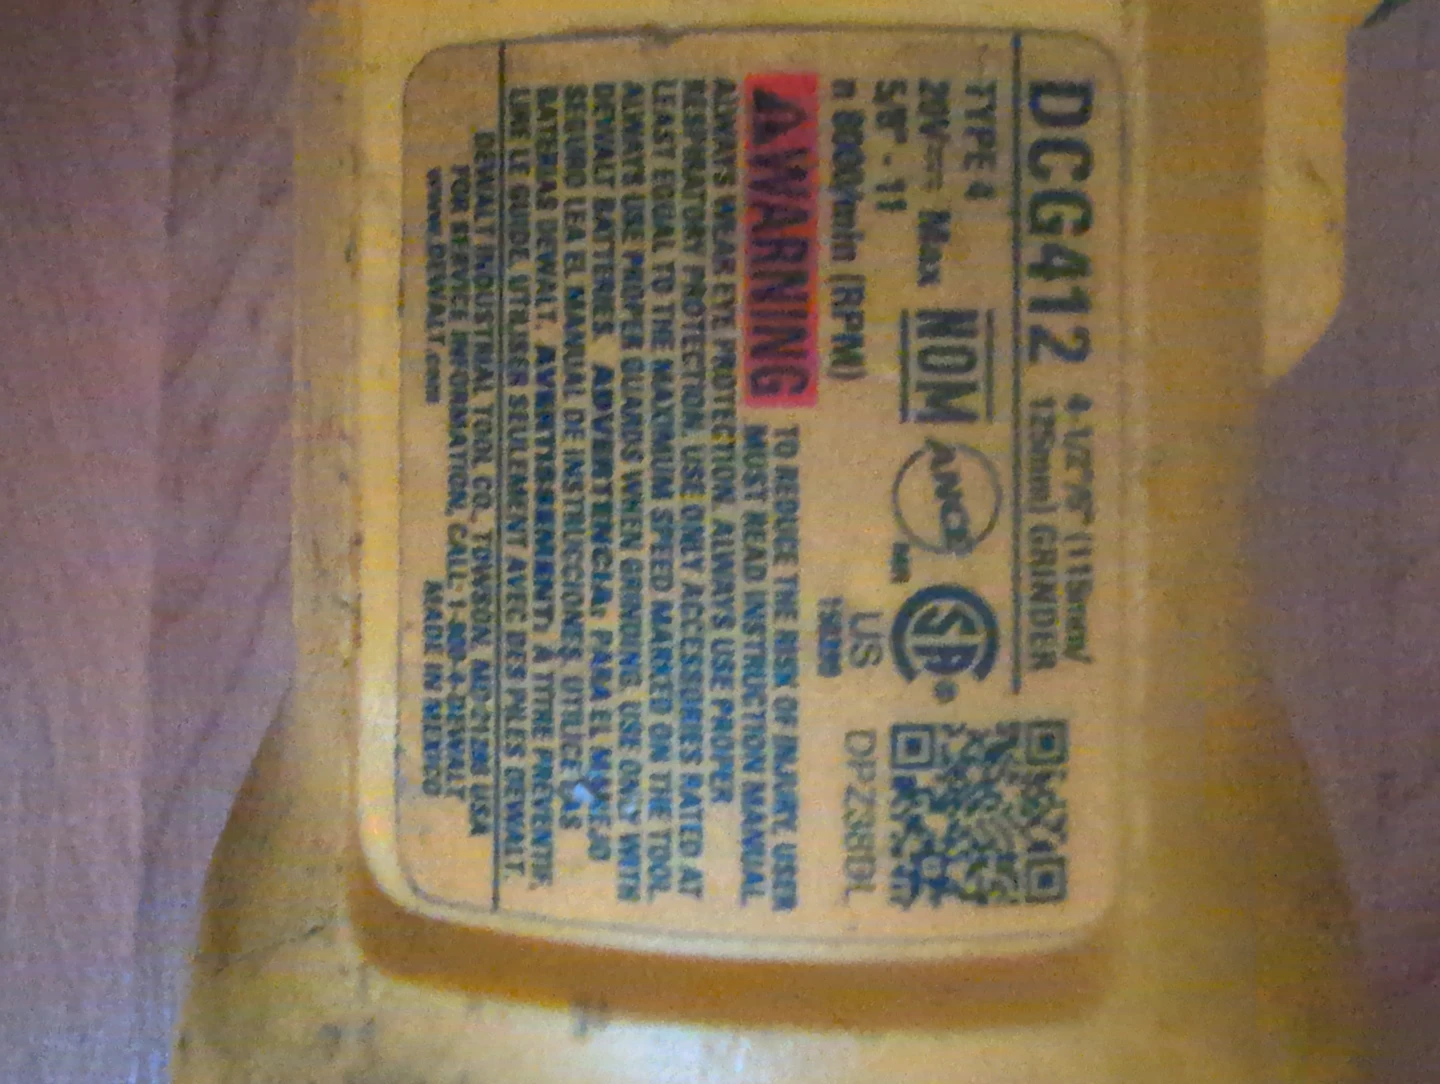 DCG412 4-1/2"/5" (115mm/
125mm) GRINDER
TYPE 4
20V Max
5/8" - 11
n 8000/min (RPM)
NOM
ANCE
CSA
US
DPZ38DL
WARNING TO REDUCE THE RISK OF INJURY, USER
MUST READ INSTRUCTION MANUAL
ALWAYS WEAR EYE PROTECTION. ALWAYS USE PROPER
RESPIRATORY PROTECTION. USE ONLY ACCESSORIES RATED AT
LEAST EQUAL TO THE MAXIMUM SPEED MARKED ON THE TOOL.
ALWAYS USE PROPER GUARDS WHEN GRINDING. USE ONLY WITH
DEWALT BATTERIES. ADVERTENCIA: PARA EL MANEJO
SEGURO LEA EL MANUAL DE INSTRUCCIONES. UTILICE LAS
BATERIAS DEWALT. AVERTISSEMENT: À TITRE PRÉVENTIF,
LIRE LE GUIDE. UTILISER SEULEMENT AVEC DES PILES DEWALT.
DEWALT INDUSTRIAL TOOL CO., TOWSON, MD 21286 USA
FOR SERVICE INFORMATION, CALL 1-800-4-DEWALT
www.DEWALT.com MADE IN MEXICO